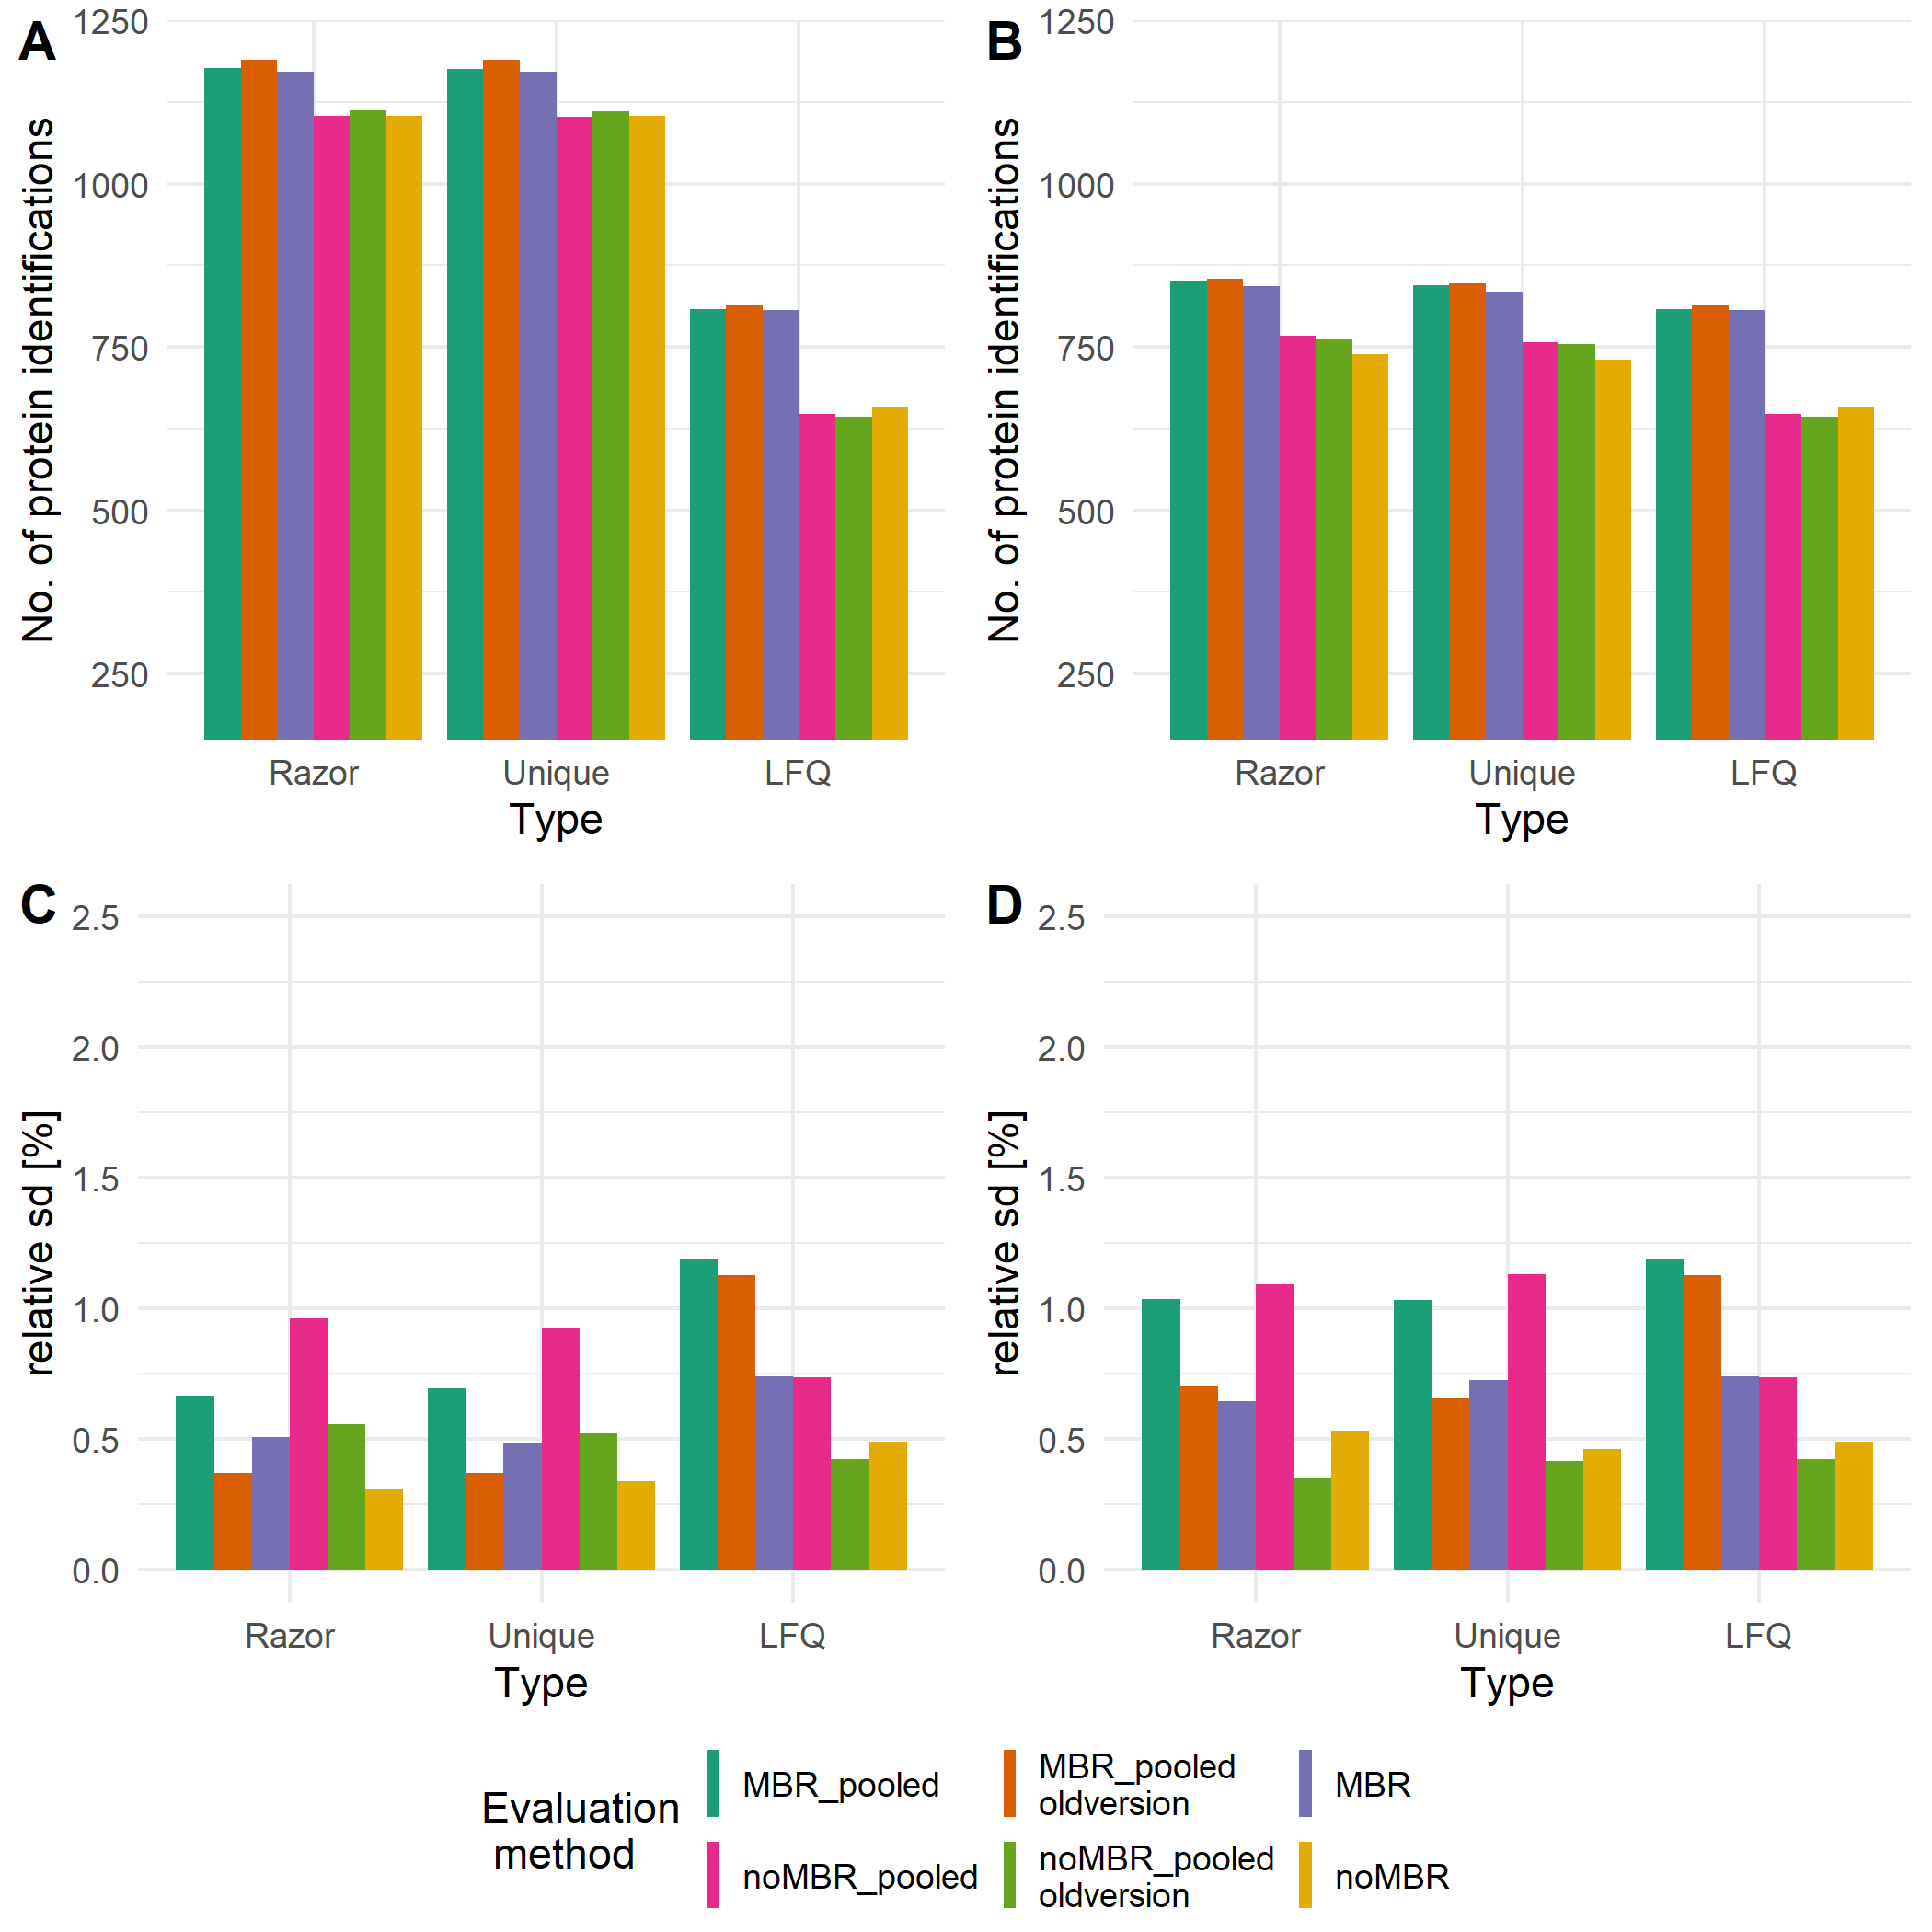 A
No. of protein identifications
1250
1000
750
500
250
Razor
Unique
LFQ
Type
B
No. of protein identifications
1250
1000
750
500
250
Razor
Unique
LFQ
Type
C
relative sd [%]
2.5
2.0
1.5
1.0
0.5
0.0
Razor
Unique
LFQ
Type
D
relative sd [%]
2.5
2.0
1.5
1.0
0.5
0.0
Razor
Unique
LFQ
Type
Evaluation
method
MBR_pooled
MBR_pooled
oldversion
MBR
noMBR_pooled
noMBR_pooled
oldversion
noMBR